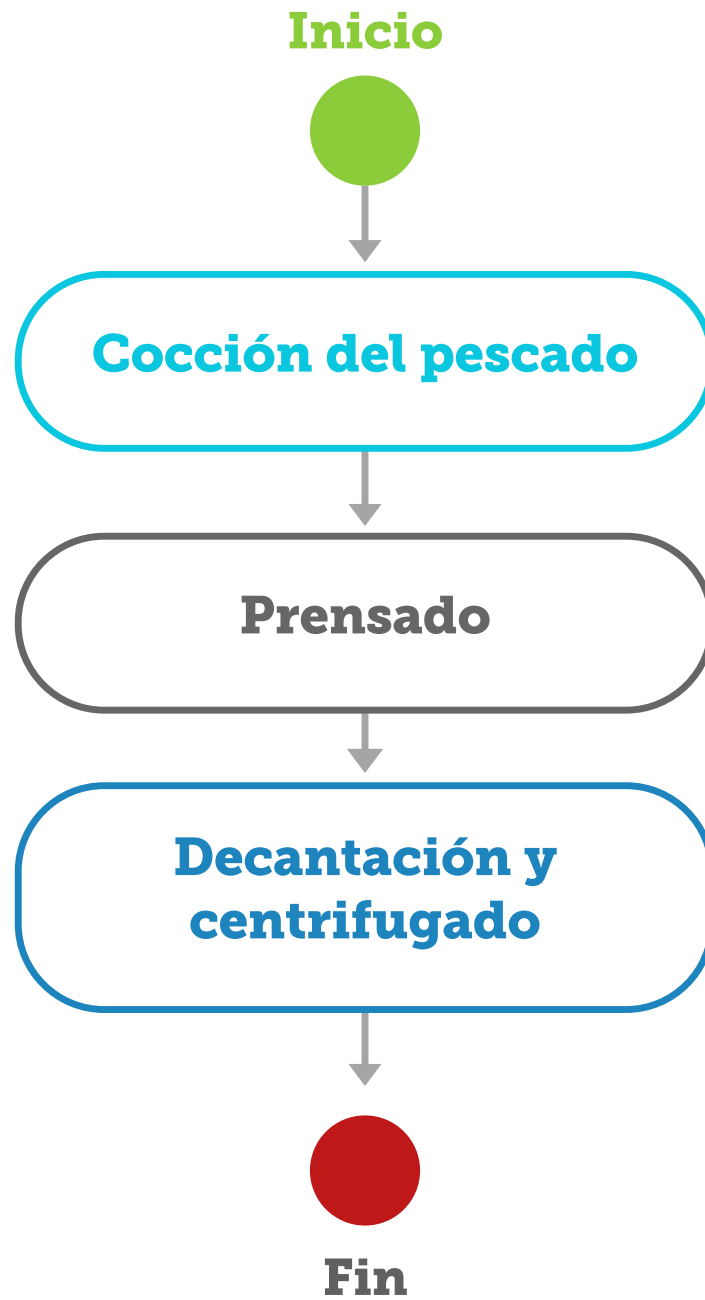 Inicio
Cocción del pescado
Prensado
Decantación y
centrifugado
Fin